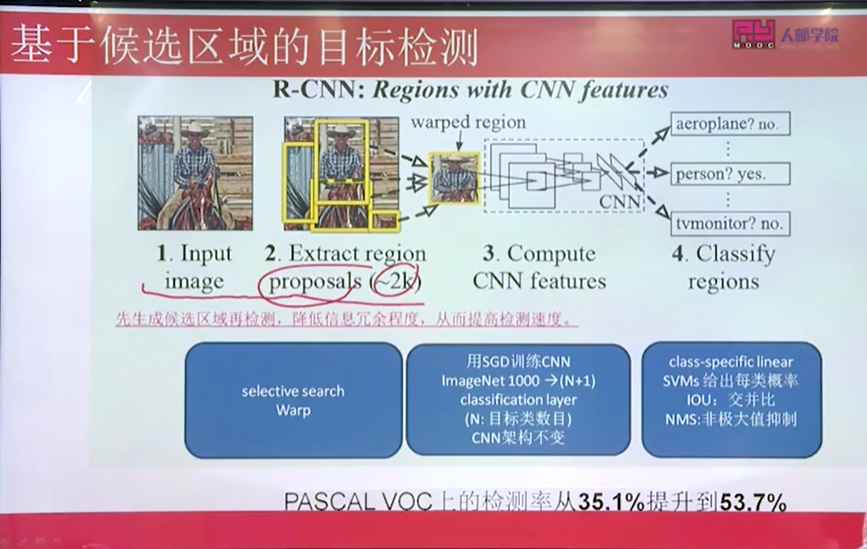 基于候选区域的目标检测
MOOC
人邮学院
R-CNN: Regions with CNN features
warped region
aeroplane? no.
person? yes.
CNN
tvmonitor? no.
1. Input
image
2. Extract region
proposals (~2k)
3. Compute
CNN features
4. Classify
regions
先生成候选区域再检测，降低信息冗余程度，从而提高检测速度。
selective search
Warp
用SGD训练CNN
ImageNet 1000 →(N+1)
classification layer
(N: 目标类数目)
CNN架构不变
class-specific linear
SVMs 给出每类概率
IOU：交并比
NMS:非极大值抑制
PASCAL VOC上的检测率从35.1%提升到53.7%